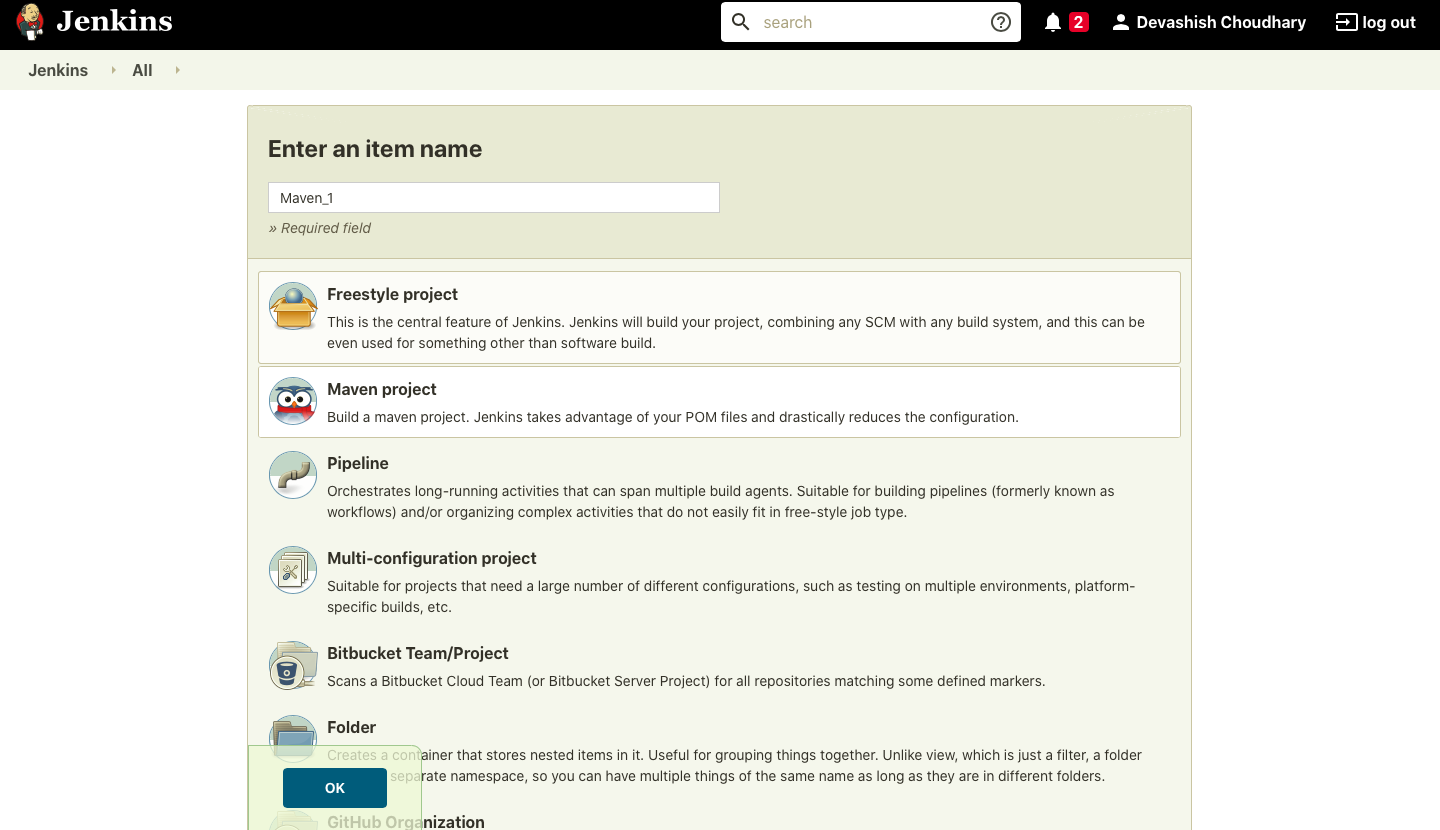 Jenkins
search
2
Devashish Choudhary
log out
Jenkins
All
Enter an item name
Maven_1
» Required field
Freestyle project
This is the central feature of Jenkins. Jenkins will build your project, combining any SCM with any build system, and this can be
even used for something other than software build.
Maven project
Build a maven project. Jenkins takes advantage of your POM files and drastically reduces the configuration.
Pipeline
Orchestrates long-running activities that can span multiple build agents. Suitable for building pipelines (formerly known as
workflows) and/or organizing complex activities that do not easily fit in free-style job type.
Multi-configuration project
Suitable for projects that need a large number of different configurations, such as testing on multiple environments, platform-
specific builds, etc.
Bitbucket Team/Project
Scans a Bitbucket Cloud Team (or Bitbucket Server Project) for all repositories matching some defined markers.
Folder
Creates a container that stores nested items in it. Useful for grouping things together. Unlike view, which is just a filter, a folder
separate namespace, so you can have multiple things of the same name as long as they are in different folders.
OK
GitHub Organization